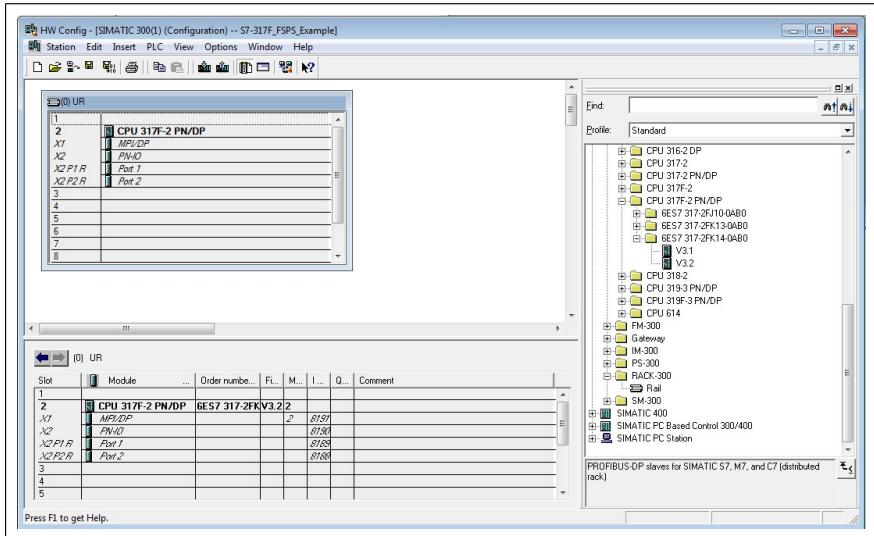 HW Config - [SIMATIC 300(1) (Configuration) -- S7-317F_FSPS_Example]
Station Edit Insert PLC View Options Window Help
(0) UR
1
2 CPU 317F-2 PN/DP
X1 MPI/DP
X2 PN-IO
X2 P1 R Port 1
X2 P2 R Port 2
3
4
5
6
7
8
(0) UR
Slot Module ... Order numbe... Fi... M... I... Q... Comment
1
2 CPU 317F-2 PN/DP 6ES7 317-2FK V3.2 2
X1 MPI/DP 2 8191
X2 PN-IO 8190
X2 P1 R Port 1 8189
X2 P2 R Port 2 8188
3
4
5
Find:
Profile: Standard
CPU 316-2 DP
CPU 317-2
CPU 317-2 PN/DP
CPU 317F-2
CPU 317F-2 PN/DP
6ES7 317-2FJ10-0AB0
6ES7 317-2FK13-0AB0
6ES7 317-2FK14-0AB0
V3.1
V3.2
CPU 318-2
CPU 319-3 PN/DP
CPU 319F-3 PN/DP
CPU 614
FM-300
Gateway
IM-300
PS-300
RACK-300
Rail
SM-300
SIMATIC 400
SIMATIC PC Based Control 300/400
SIMATIC PC Station
PROFIBUS-DP slaves for SIMATIC S7, M7, and C7 (distributed
rack)
Press F1 to get Help.